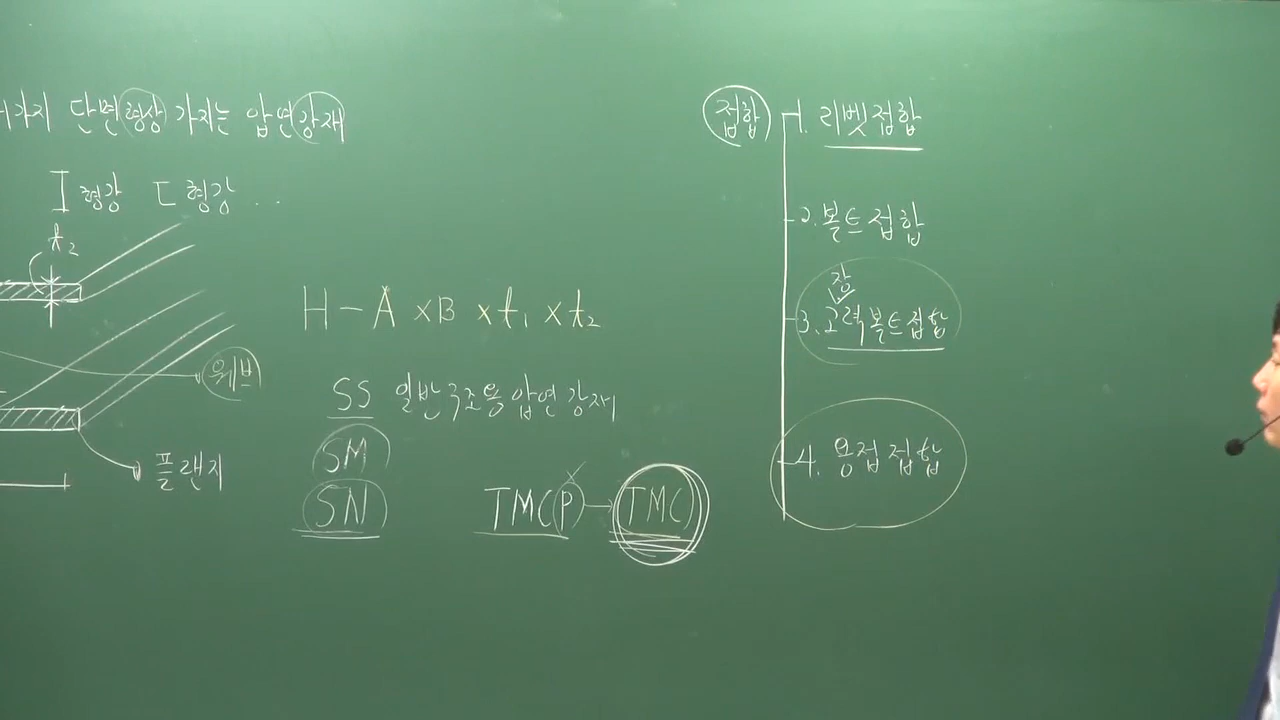 가지 단면형상 가지는 압연강재
I 형강 ㄷ 형강 ...
t₂
H - A × B × t₁ × t₂
웨브
SS 일반구조용 압연강재
SM
플랜지
SN TMCP → TMC
접합 1. 리벳접합
2. 볼트접합
장
3. 고력볼트접합
4. 용접접합